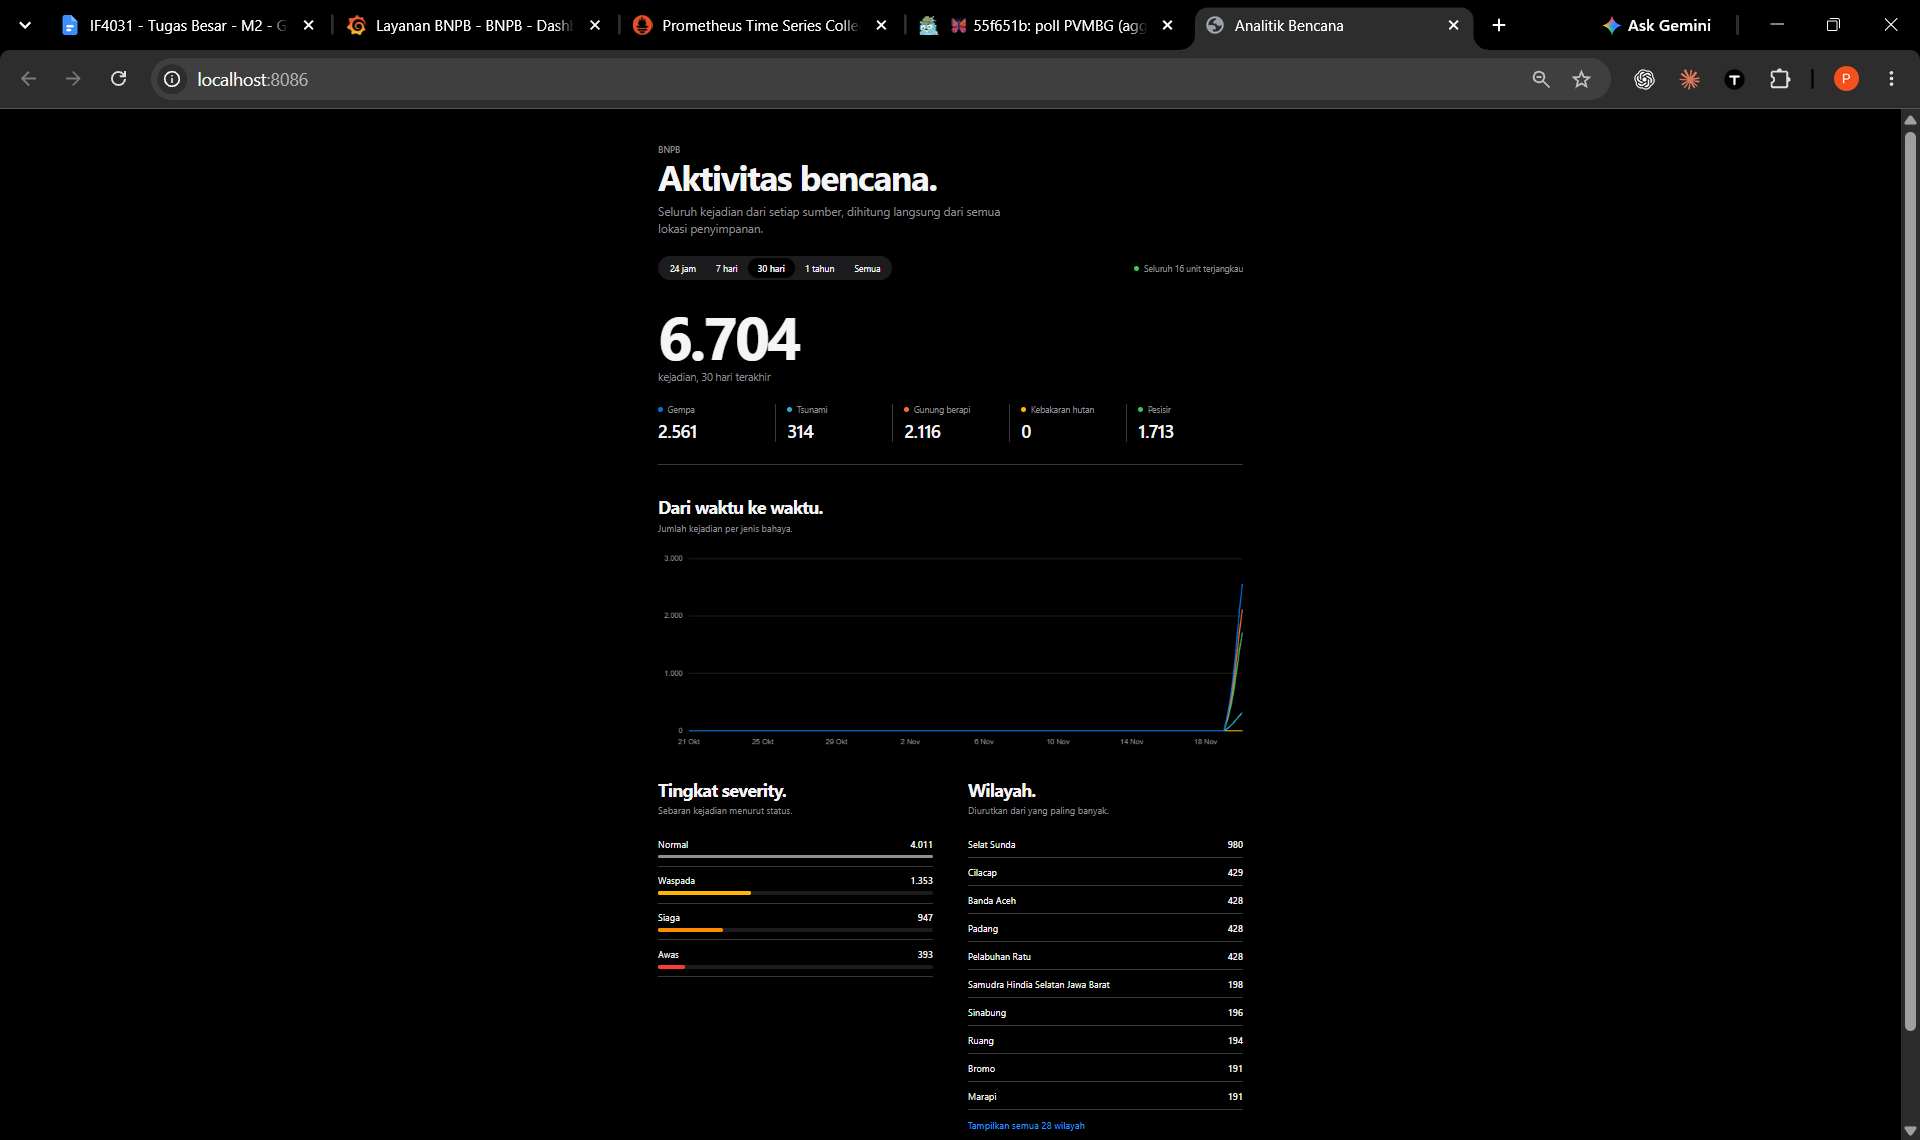 IF4031 - Tugas Besar - M2 - G
Layanan BNPB - BNPB - Dash
Prometheus Time Series Colle
55f651b: poll PVMBG (agg
Analitik Bencana
Ask Gemini
localhost:8086
T
P
BNPB
Aktivitas bencana.
Seluruh kejadian dari setiap sumber, dihitung langsung dari semua
lokasi penyimpanan.
24 jam 7 hari 30 hari 1 tahun Semua
Seluruh 16 unit terjangkau
6.704
kejadian, 30 hari terakhir
Gempa
2.561
Tsunami
314
Gunung berapi
2.116
Kebakaran hutan
0
Pesisir
1.713
Dari waktu ke waktu.
Jumlah kejadian per jenis bahaya.
3.000
2.000
1.000
0
21 Okt 25 Okt 29 Okt 2 Nov 6 Nov 10 Nov 14 Nov 18 Nov
Tingkat severity.
Sebaran kejadian menurut status.
Normal 4.011
Waspada 1.353
Siaga 947
Awas 393
Wilayah.
Diurutkan dari yang paling banyak.
Selat Sunda 980
Cilacap 429
Banda Aceh 428
Padang 428
Pelabuhan Ratu 428
Samudra Hindia Selatan Jawa Barat 198
Sinabung 196
Ruang 194
Bromo 191
Marapi 191
Tampilkan semua 28 wilayah